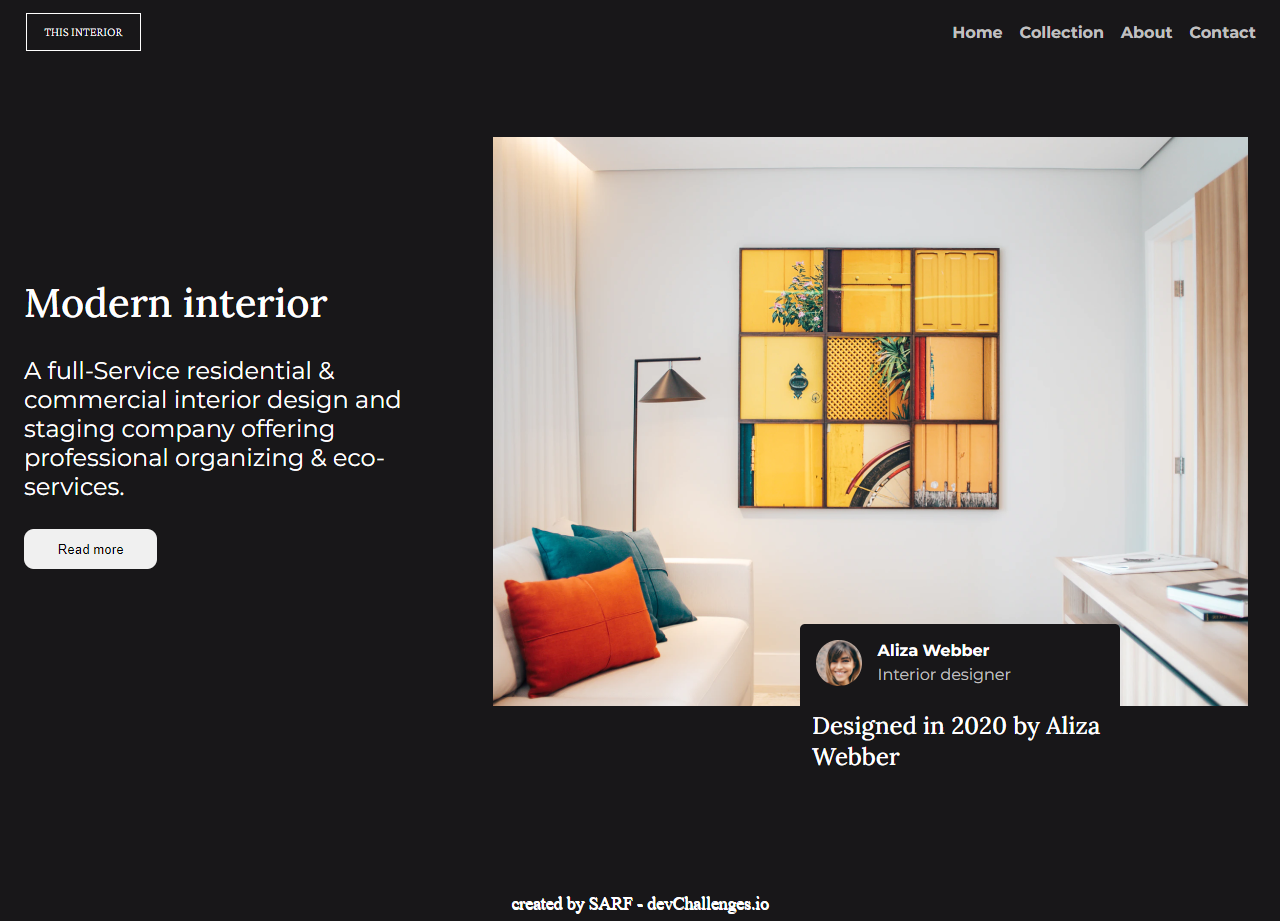 THIS INTERIOR
Home Collection About Contact
Modern interior
A full-Service residential &
commercial interior design and
staging company offering
professional organizing & eco-
services.
Read more
Aliza Webber
Interior designer
Designed in 2020 by Aliza
Webber
created by SARF - devChallenges.io